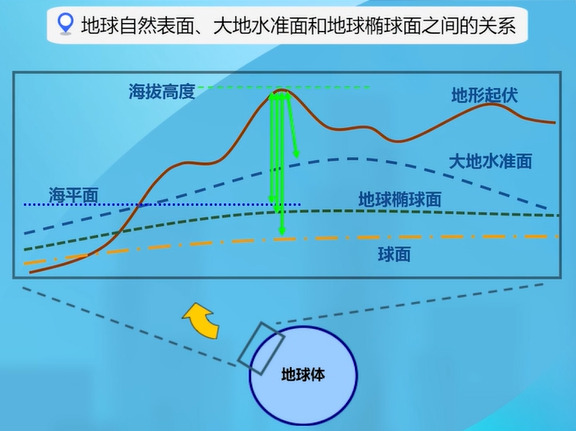 地球自然表面、大地水准面和地球椭球面之间的关系
海拔高度
地形起伏
大地水准面
海平面
地球椭球面
球面
地球体